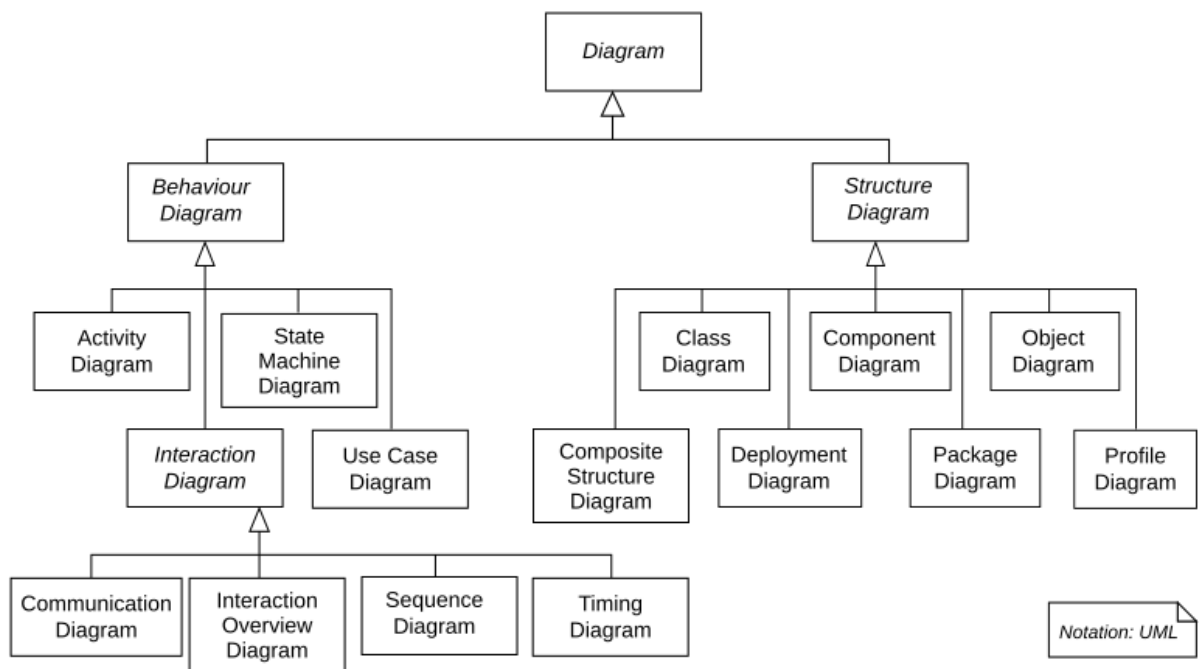 Diagram
Behaviour
Diagram
Structure
Diagram
Activity
Diagram
State
Machine
Diagram
Class
Diagram
Component
Diagram
Object
Diagram
Interaction
Diagram
Use Case
Diagram
Composite
Structure
Diagram
Deployment
Diagram
Package
Diagram
Profile
Diagram
Communication
Diagram
Interaction
Overview
Diagram
Sequence
Diagram
Timing
Diagram
Notation: UML